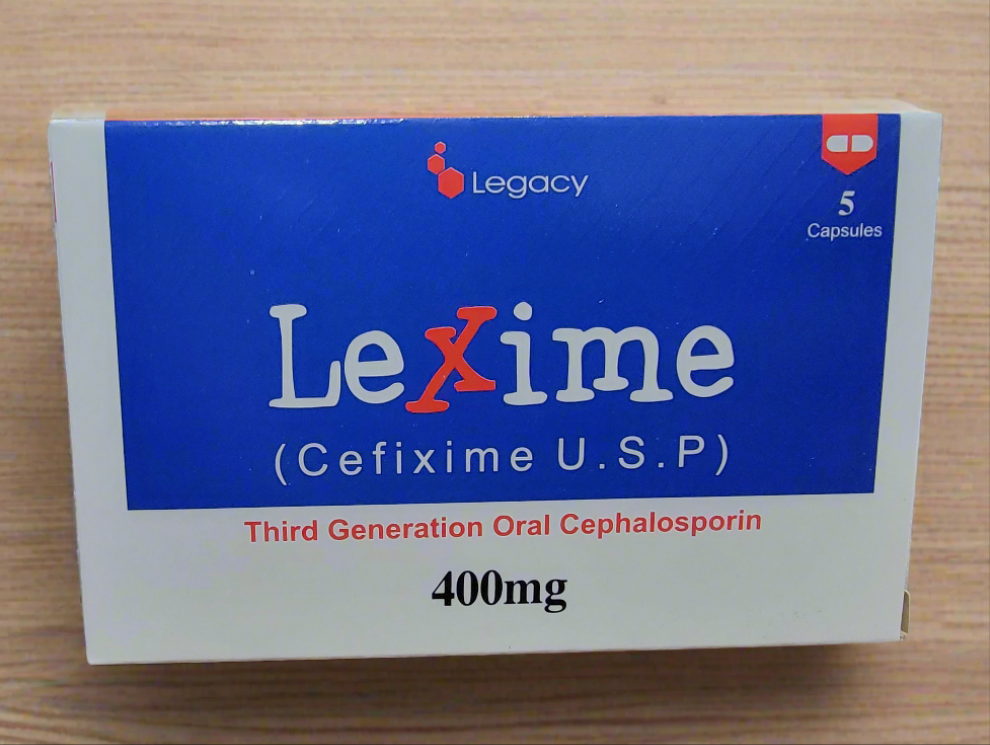 Legacy
5
Capsules
LeXime
(Cefixime U.S.P)
Third Generation Oral Cephalosporin
400mg